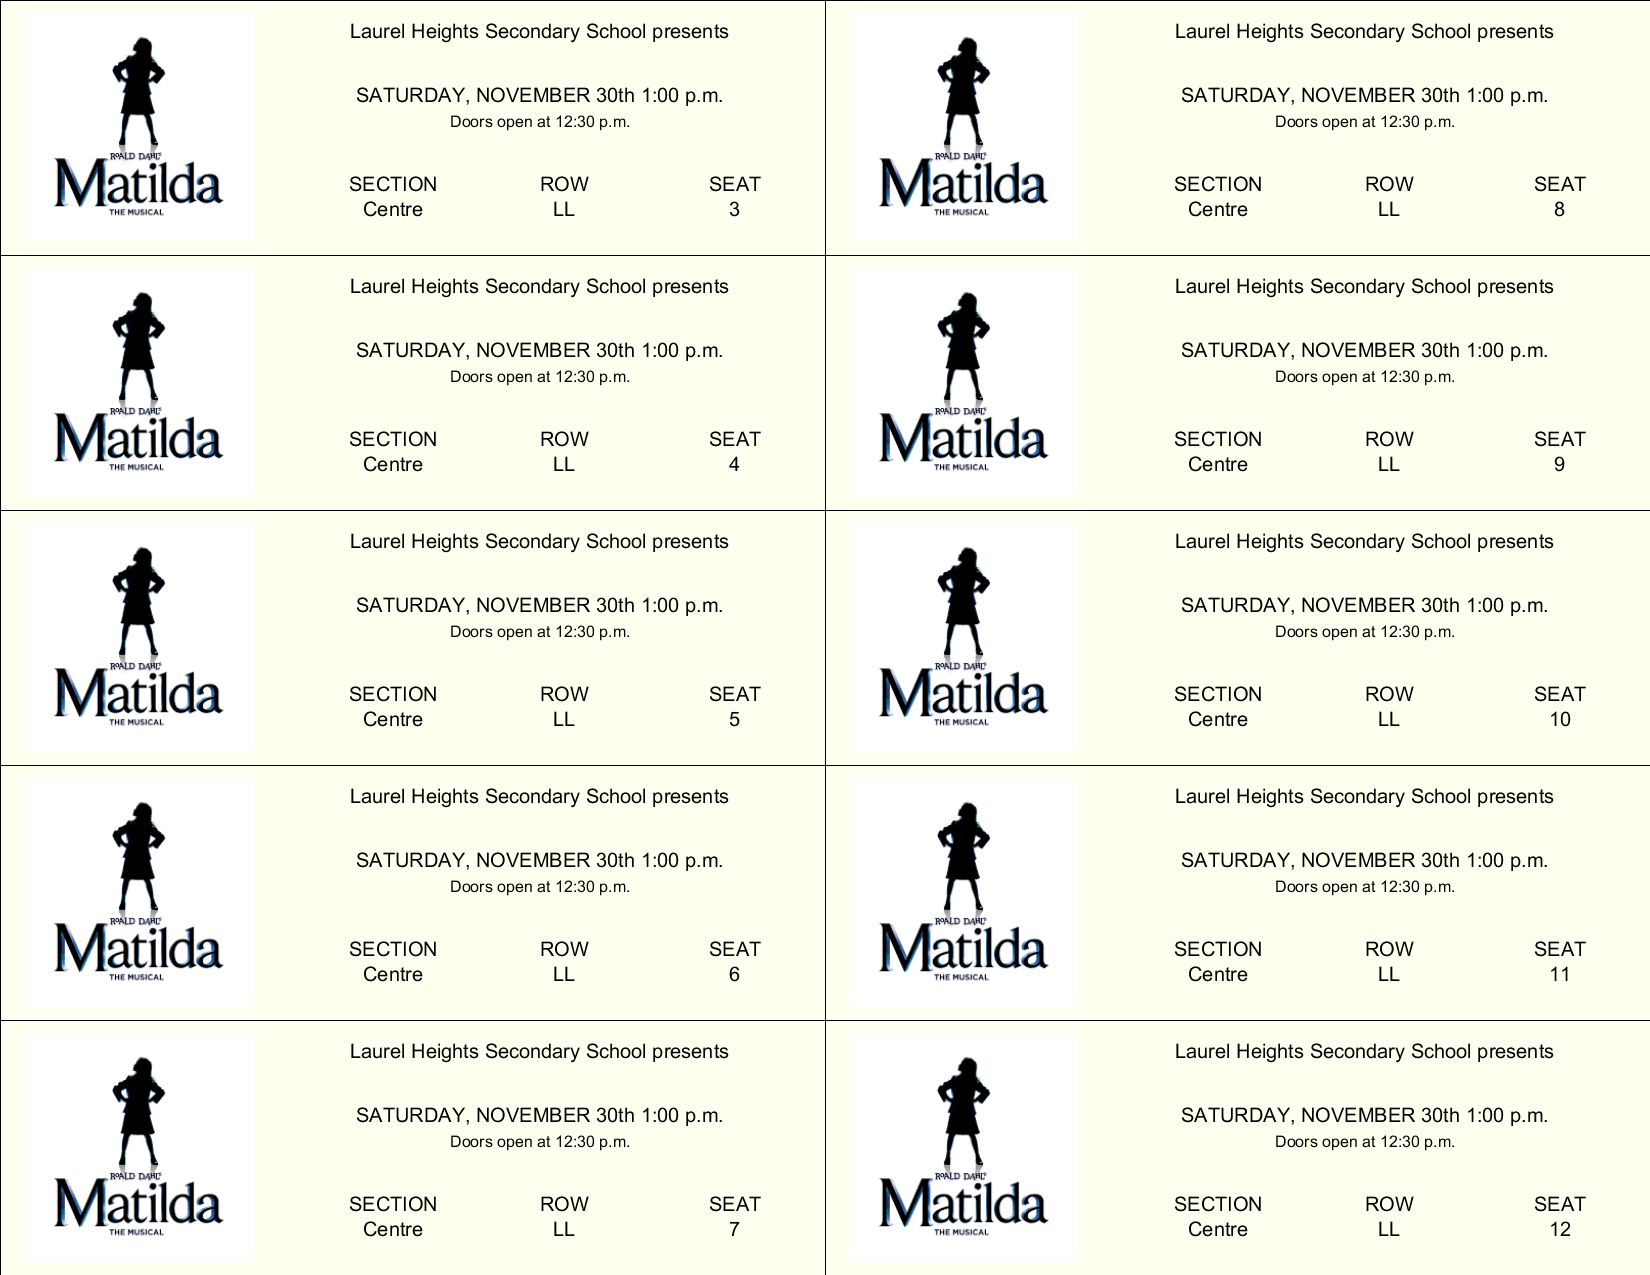 Laurel Heights Secondary School presents
SATURDAY, NOVEMBER 30th 1:00 p.m.
Doors open at 12:30 p.m.
ROALD DAHL'S
Matilda
THE MUSICAL
SECTION ROW SEAT
Centre LL 3
Laurel Heights Secondary School presents
SATURDAY, NOVEMBER 30th 1:00 p.m.
Doors open at 12:30 p.m.
ROALD DAHL'S
Matilda
THE MUSICAL
SECTION ROW SEAT
Centre LL 8
Laurel Heights Secondary School presents
SATURDAY, NOVEMBER 30th 1:00 p.m.
Doors open at 12:30 p.m.
ROALD DAHL'S
Matilda
THE MUSICAL
SECTION ROW SEAT
Centre LL 4
Laurel Heights Secondary School presents
SATURDAY, NOVEMBER 30th 1:00 p.m.
Doors open at 12:30 p.m.
ROALD DAHL'S
Matilda
THE MUSICAL
SECTION ROW SEAT
Centre LL 9
Laurel Heights Secondary School presents
SATURDAY, NOVEMBER 30th 1:00 p.m.
Doors open at 12:30 p.m.
ROALD DAHL'S
Matilda
THE MUSICAL
SECTION ROW SEAT
Centre LL 5
Laurel Heights Secondary School presents
SATURDAY, NOVEMBER 30th 1:00 p.m.
Doors open at 12:30 p.m.
ROALD DAHL'S
Matilda
THE MUSICAL
SECTION ROW SEAT
Centre LL 10
Laurel Heights Secondary School presents
SATURDAY, NOVEMBER 30th 1:00 p.m.
Doors open at 12:30 p.m.
ROALD DAHL'S
Matilda
THE MUSICAL
SECTION ROW SEAT
Centre LL 6
Laurel Heights Secondary School presents
SATURDAY, NOVEMBER 30th 1:00 p.m.
Doors open at 12:30 p.m.
ROALD DAHL'S
Matilda
THE MUSICAL
SECTION ROW SEAT
Centre LL 11
Laurel Heights Secondary School presents
SATURDAY, NOVEMBER 30th 1:00 p.m.
Doors open at 12:30 p.m.
ROALD DAHL'S
Matilda
THE MUSICAL
SECTION ROW SEAT
Centre LL 7
Laurel Heights Secondary School presents
SATURDAY, NOVEMBER 30th 1:00 p.m.
Doors open at 12:30 p.m.
ROALD DAHL'S
Matilda
THE MUSICAL
SECTION ROW SEAT
Centre LL 12